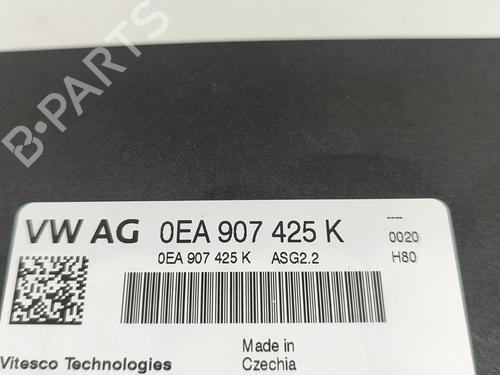 B-PARTS
VW AG 0EA 907 425 K
0EA 907 425 K ASG2.2
----
0020
H80
Made in
Czechia
Vitesco Technologies